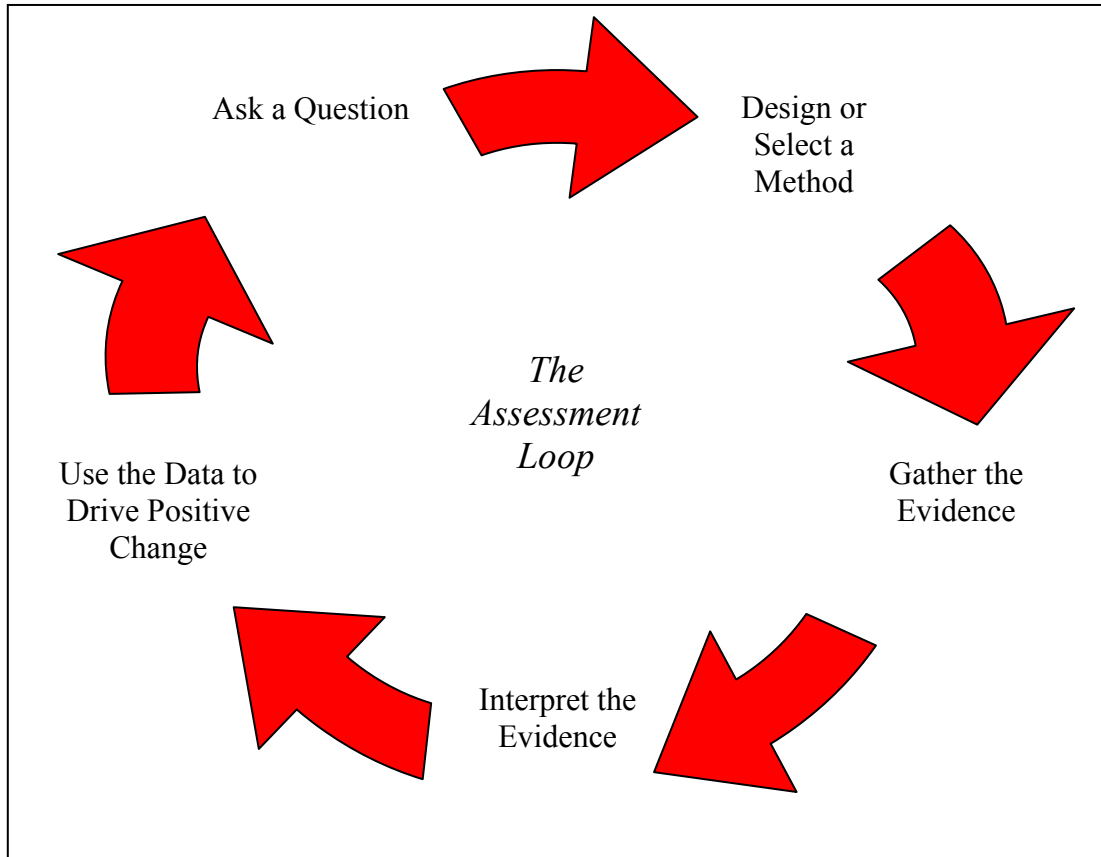 Ask a Question
Design or
Select a
Method
Gather the
Evidence
Interpret the
Evidence
Use the Data to
Drive Positive
Change
The
Assessment
Loop